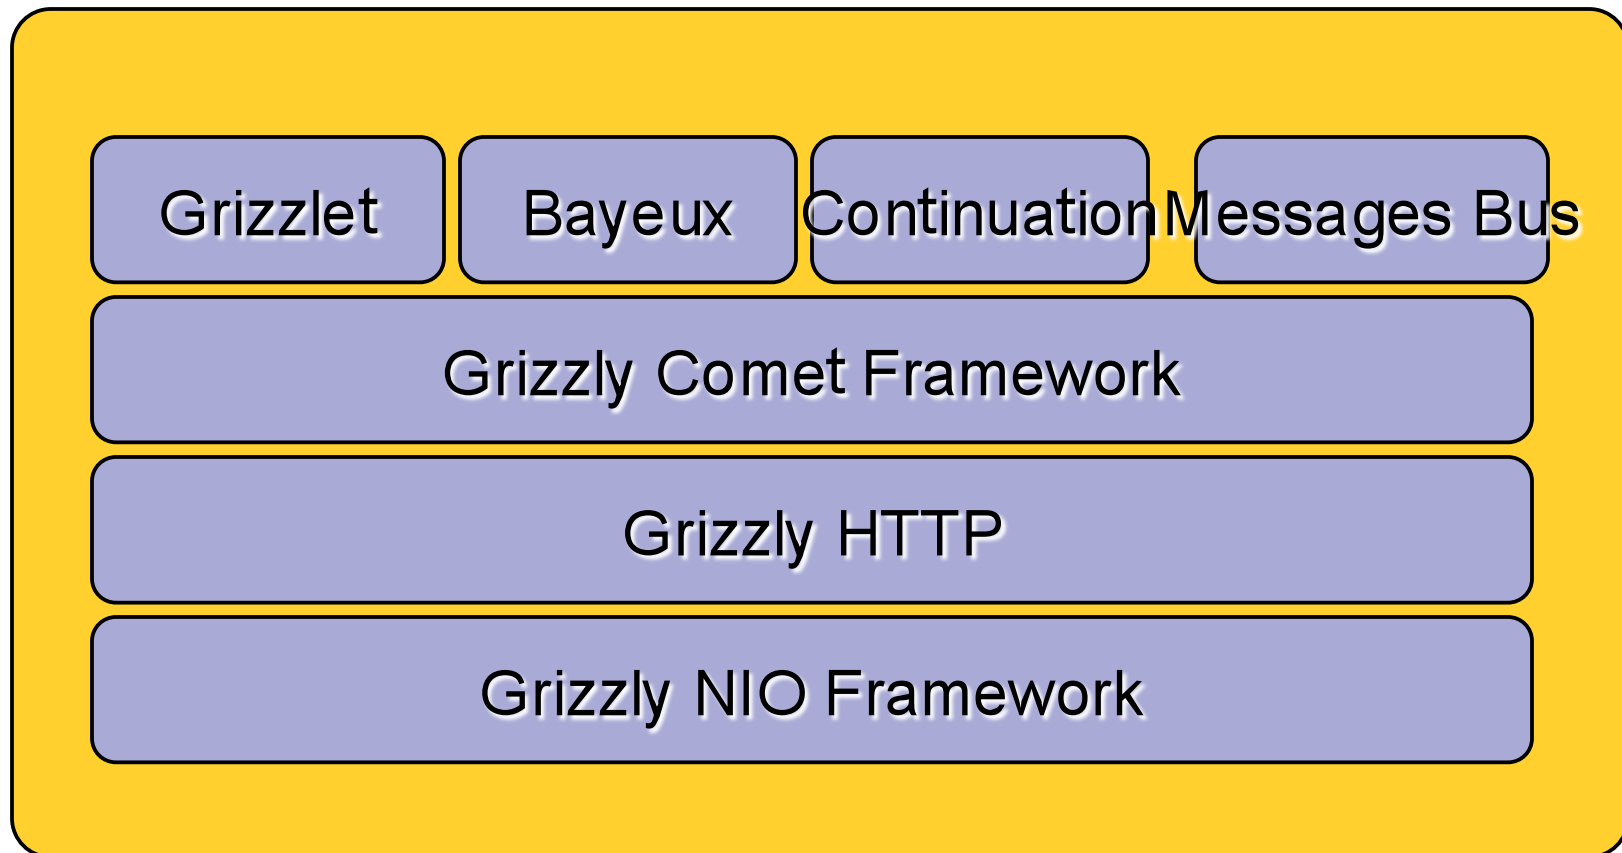 Grizzlet Bayeux Continuation Messages Bus
Grizzly Comet Framework
Grizzly HTTP
Grizzly NIO Framework